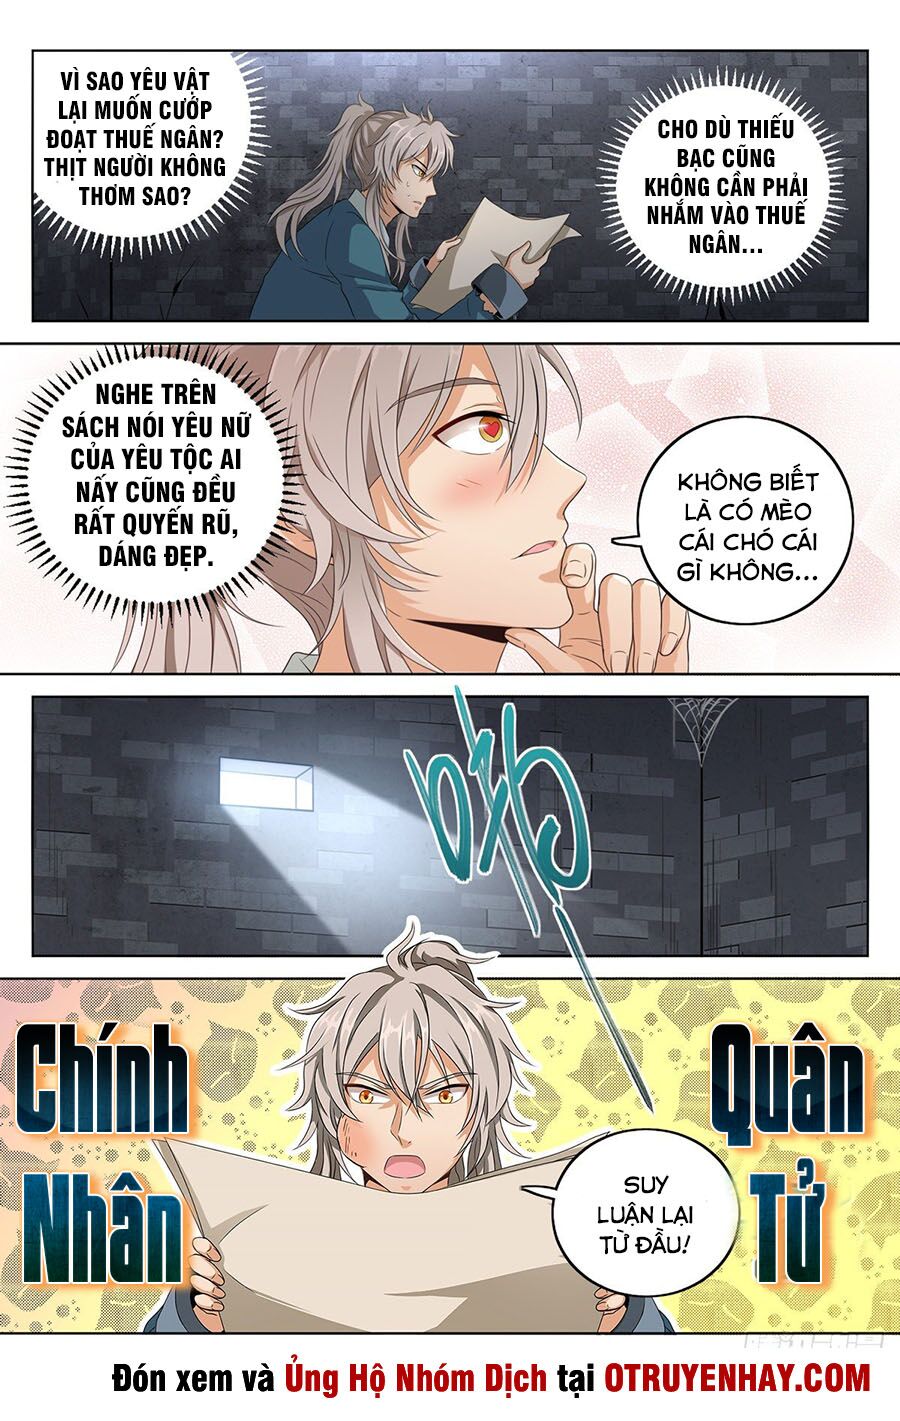 VÌ SAO YÊU VẬT
LẠI MUỐN CƯỚP
ĐOẠT THUẾ NGÂN?
THỊT NGƯỜI KHÔNG
THƠM SAO?
CHO DÙ THIẾU
BẠC CŨNG
KHÔNG CẦN PHẢI
NHẮM VÀO THUẾ
NGÂN...
NGHE TRÊN
SÁCH NÓI YÊU NỮ
CỦA YÊU TỘC AI
NẤY CŨNG ĐỀU
RẤT QUYẾN RŨ,
DÁNG ĐẸP.
KHÔNG BIẾT
LÀ CÓ MÈO
CÁI CHÓ CÁI
GÌ KHÔNG...
Chính
Nhân
Quân
Tử
SUY
LUẬN LẠI
TỪ ĐẦU!
Đón xem và Ủng Hộ Nhóm Dịch tại OTRUYENHAY.COM